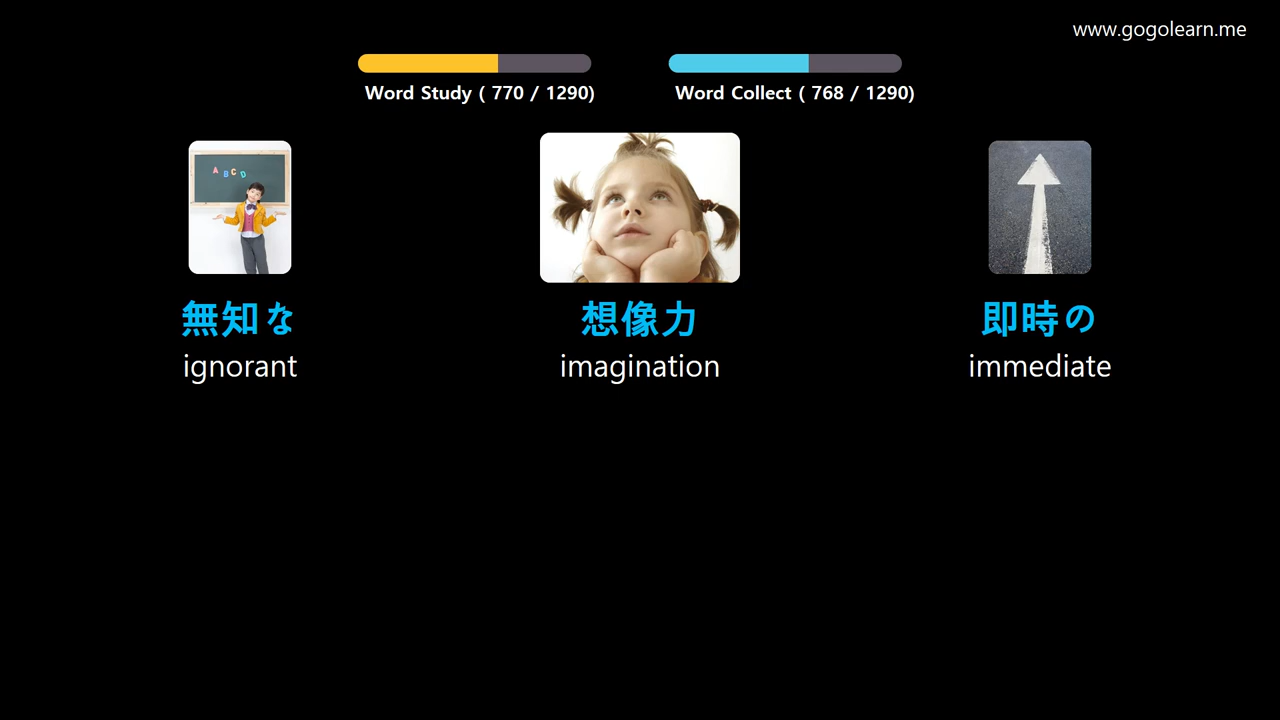 www.gogolearn.me
Word Study ( 770 / 1290)
Word Collect ( 768 / 1290)
A B C D
無知な
ignorant
想像力
imagination
即時の
immediate